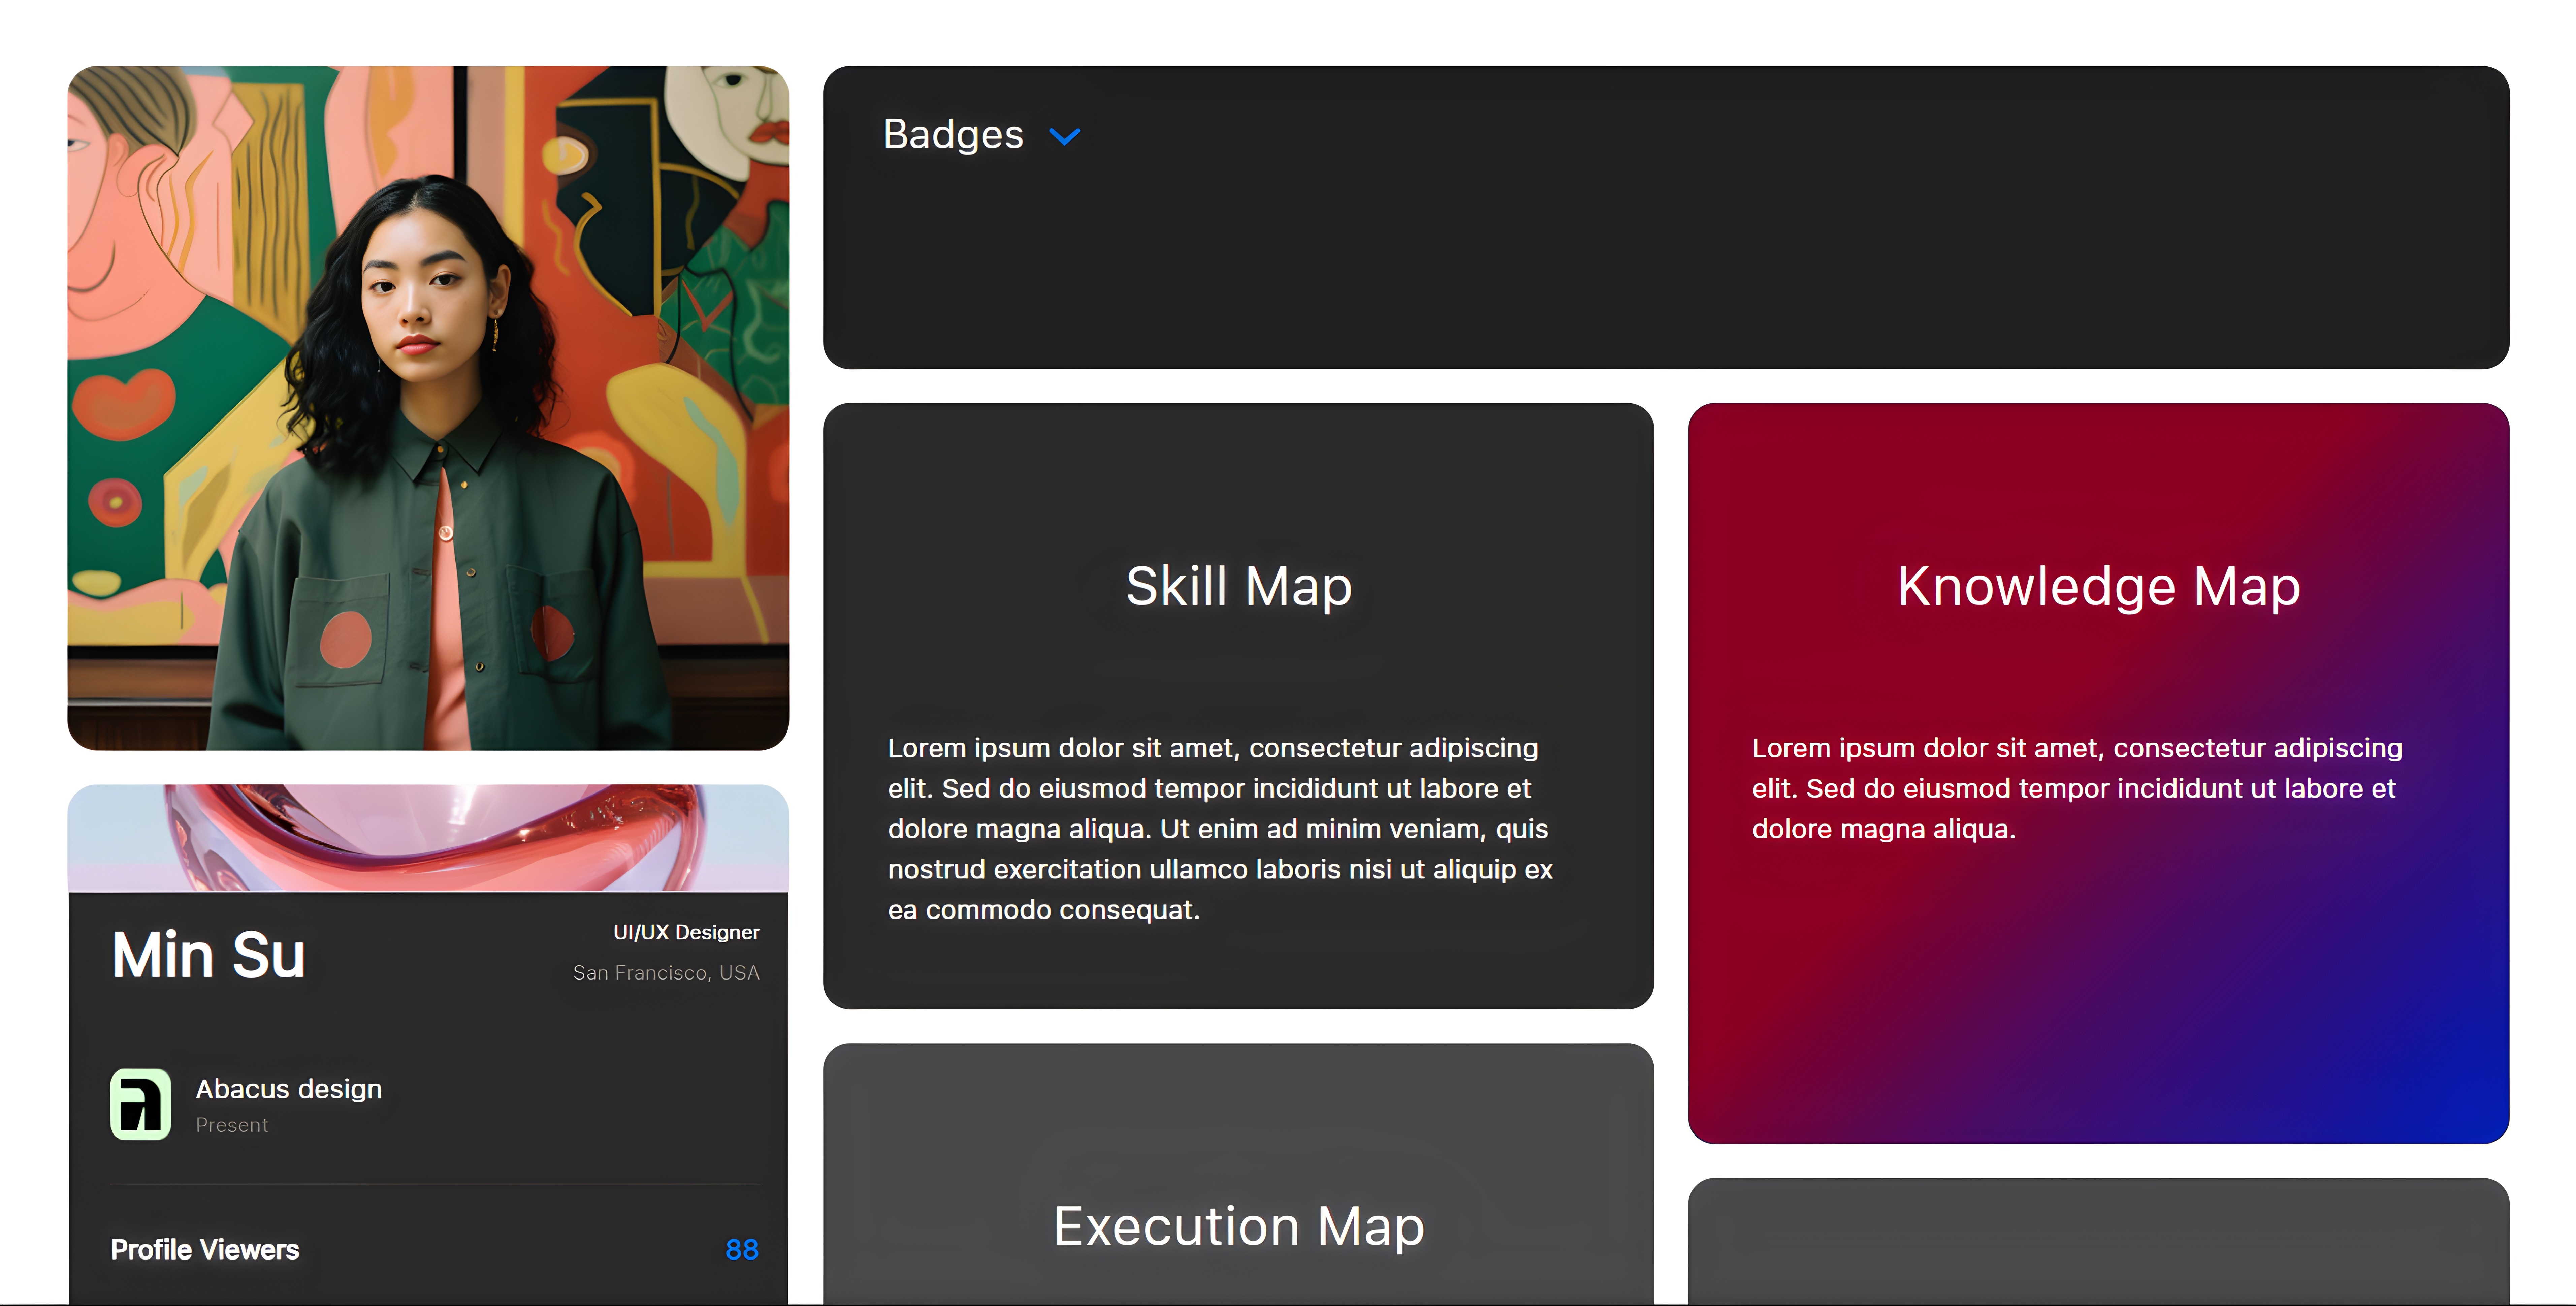 Badges
Skill Map
Lorem ipsum dolor sit amet, consectetur adipiscing
elit. Sed do eiusmod tempor incididunt ut labore et
dolore magna aliqua. Ut enim ad minim veniam, quis
nostrud exercitation ullamco laboris nisi ut aliquip ex
ea commodo consequat.
Knowledge Map
Lorem ipsum dolor sit amet, consectetur adipiscing
elit. Sed do eiusmod tempor incididunt ut labore et
dolore magna aliqua.
Min Su
UI/UX Designer
San Francisco, USA
a
Abacus design
Present
Profile Viewers 88
Execution Map